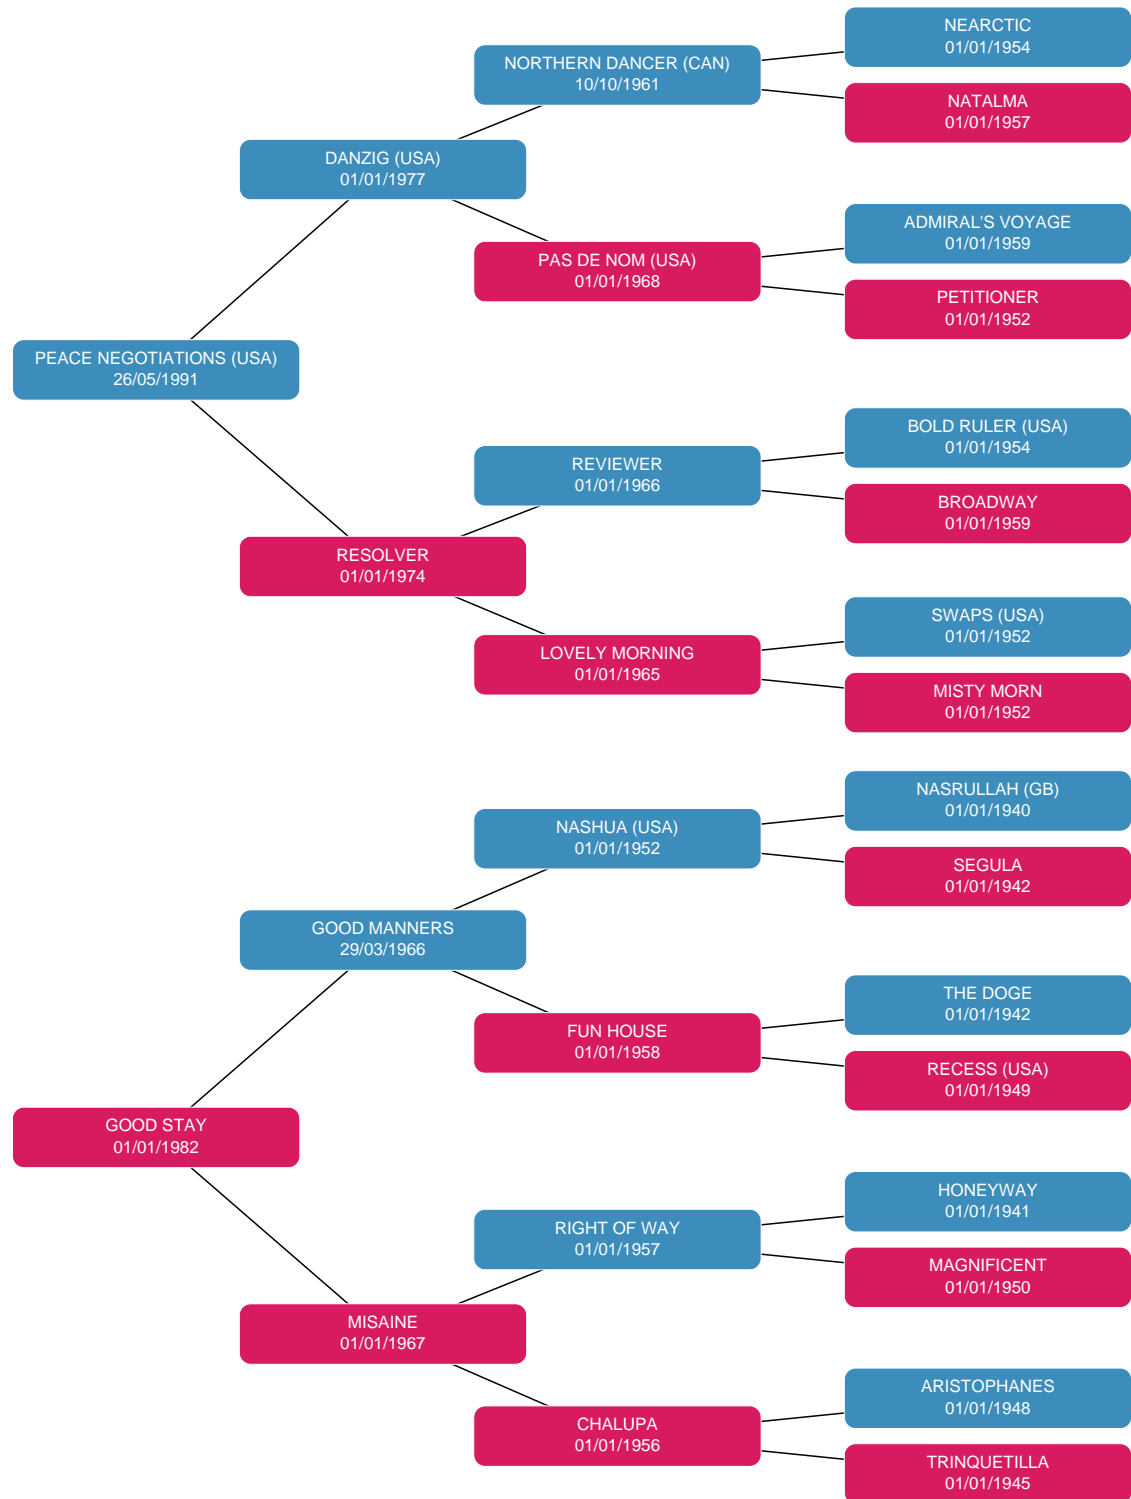 NEARCTIC
01/01/1954
NORTHERN DANCER (CAN)
10/10/1961
NATALMA
01/01/1957
DANZIG (USA)
01/01/1977
ADMIRAL'S VOYAGE
01/01/1959
PAS DE NOM (USA)
01/01/1968
PETITIONER
01/01/1952
PEACE NEGOTIATIONS (USA)
26/05/1991
BOLD RULER (USA)
01/01/1954
REVIEWER
01/01/1966
BROADWAY
01/01/1959
RESOLVER
01/01/1974
SWAPS (USA)
01/01/1952
LOVELY MORNING
01/01/1965
MISTY MORN
01/01/1952
NASRULLAH (GB)
01/01/1940
NASHUA (USA)
01/01/1952
SEGULA
01/01/1942
GOOD MANNERS
29/03/1966
THE DOGE
01/01/1942
FUN HOUSE
01/01/1958
RECESS (USA)
01/01/1949
GOOD STAY
01/01/1982
HONEYWAY
01/01/1941
RIGHT OF WAY
01/01/1957
MAGNIFICENT
01/01/1950
MISAINE
01/01/1967
ARISTOPHANES
01/01/1948
CHALUPA
01/01/1956
TRINQUETILLA
01/01/1945